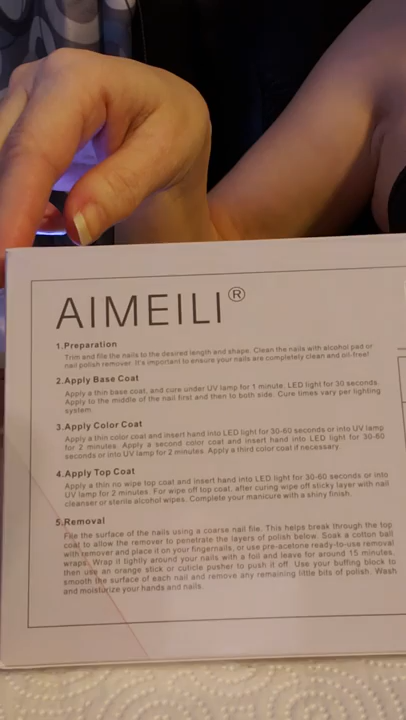 AIMEILI®
1.Preparation
Trim and file the nails to the desired length and shape. Clean the nails with alcohol pad or
nail polish remover. It's important to ensure your nails are completely clean and oil-free!
2.Apply Base Coat
Apply a thin base coat, and cure under UV lamp for 1 minute. LED light for 30 seconds.
Apply to the middle of the nail first and then to both side. Cure times vary per lighting
system.
3.Apply Color Coat
Apply a thin color coat and insert hand into LED light for 30-60 seconds or into UV lamp
for 2 minutes. Apply a second color coat and insert hand into LED light for 30-60
seconds or into UV lamp for 2 minutes. Apply a third color coat if necessary.
4.Apply Top Coat
Apply a thin no wipe top coat and insert hand into LED light for 30-60 seconds or into
UV lamp for 2 minutes. For wipe off top coat, after curing wipe off sticky layer with nail
cleanser or sterile alcohol wipes. Complete your manicure with a shiny finish.
5.Removal
File the surface of the nails using a coarse nail file. This helps break through the top
coat to allow the remover to penetrate the layers of polish below. Soak a cotton ball
with remover and place it on your fingernails, or use pre-acetone ready-to-use removal
wraps. Wrap it tightly around your nails with a foil and leave for around 15 minutes,
then use an orange stick or cuticle pusher to push it off. Use your buffing block to
smooth the surface of each nail and remove any remaining little bits of polish. Wash
and moisturize your hands and nails.